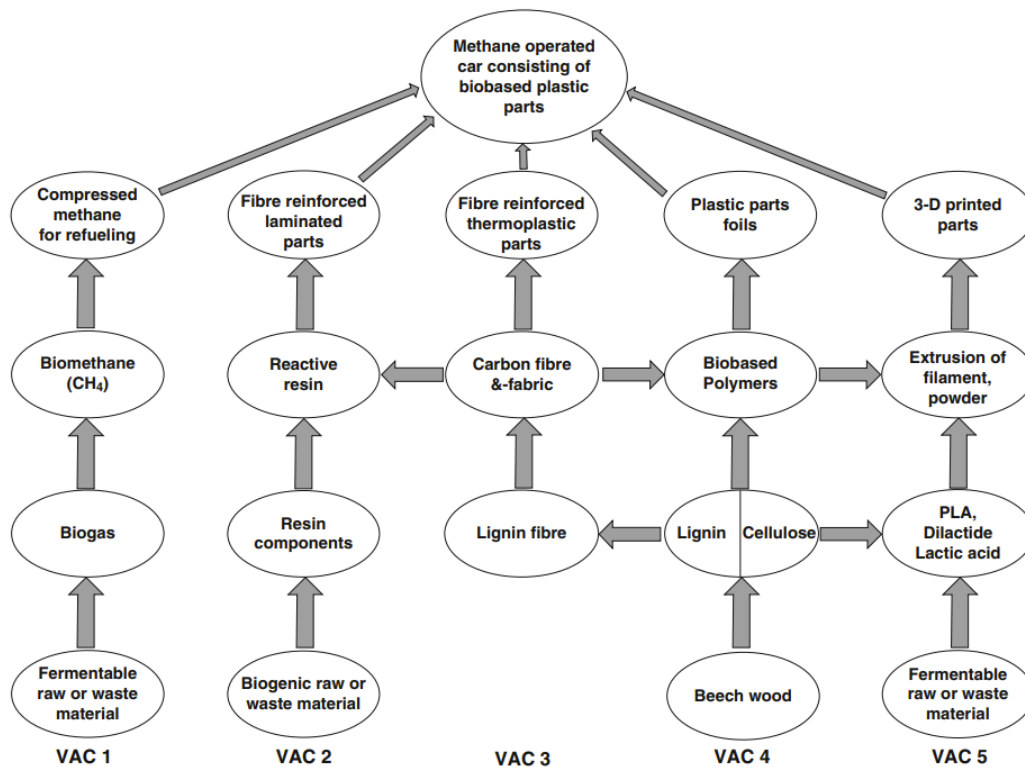 Methane operated
car consisting of
biobased plastic
parts
Compressed
methane
for refueling
Fibre reinforced
laminated
parts
Fibre reinforced
thermoplastic
parts
Plastic parts
foils
3-D printed
parts
Biomethane
(CH₄)
Reactive
resin
Carbon fibre
&-fabric
Biobased
Polymers
Extrusion of
filament,
powder
Biogas
Resin
components
Lignin fibre
Lignin
Cellulose
PLA,
Dilactide
Lactic acid
Fermentable
raw or waste
material
Biogenic raw or
waste material
Beech wood
Fermentable
raw or waste
material
VAC 1
VAC 2
VAC 3
VAC 4
VAC 5